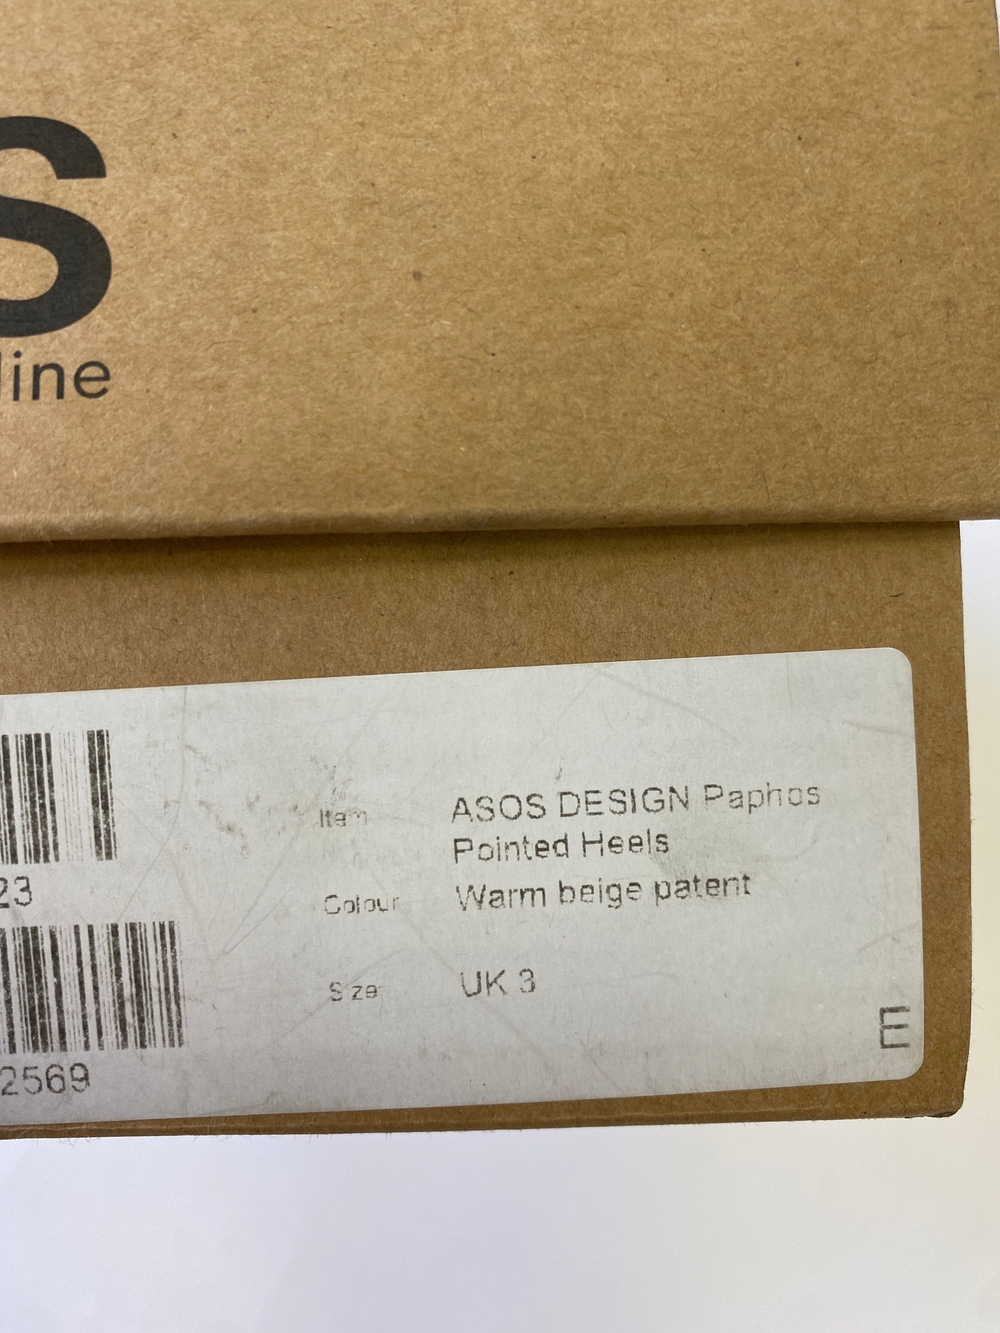 S
line
Item ASOS DESIGN Paphos
Pointed Heels
Colour Warm beige patent
Size UK 3
E
23
2569